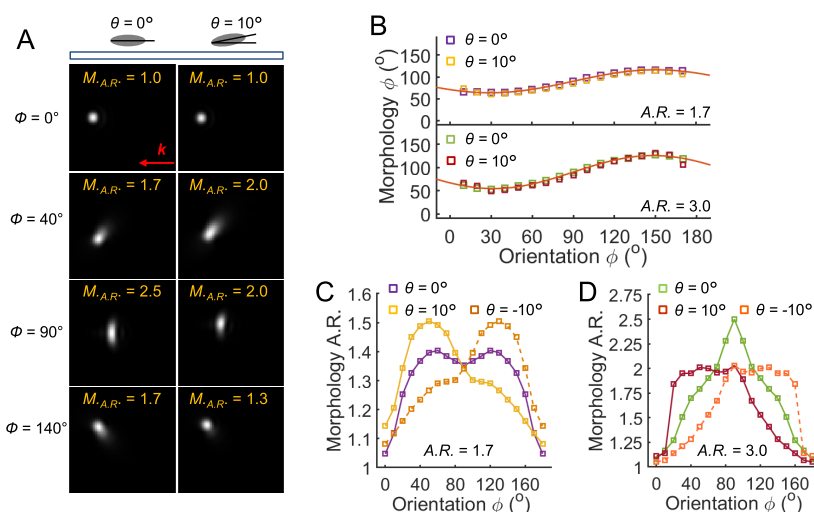 A
θ = 0°
θ = 10°
M.A.R. = 1.0
M.A.R. = 1.0
Φ = 0°
k
M.A.R. = 1.7
M.A.R. = 2.0
Φ = 40°
M.A.R. = 2.5
M.A.R. = 2.0
Φ = 90°
M.A.R. = 1.7
M.A.R. = 1.3
Φ = 140°
B
Morphology ϕ (°)
150
100
50
0
θ = 0°
θ = 10°
A.R. = 1.7
150
100
50
0
θ = 0°
θ = 10°
A.R. = 3.0
0 30 60 90 120 150 180
Orientation ϕ (°)
C
θ = 0°
θ = 10°
θ = -10°
Morphology A.R.
1.6
1.5
1.4
1.3
1.2
1.1
1
A.R. = 1.7
0 40 80 120 160
Orientation ϕ (°)
D
θ = 0°
θ = 10°
θ = -10°
Morphology A.R.
2.75
2.5
2.25
2
1.75
1.5
1.25
1
A.R. = 3.0
0 40 80 120 160
Orientation ϕ (°)